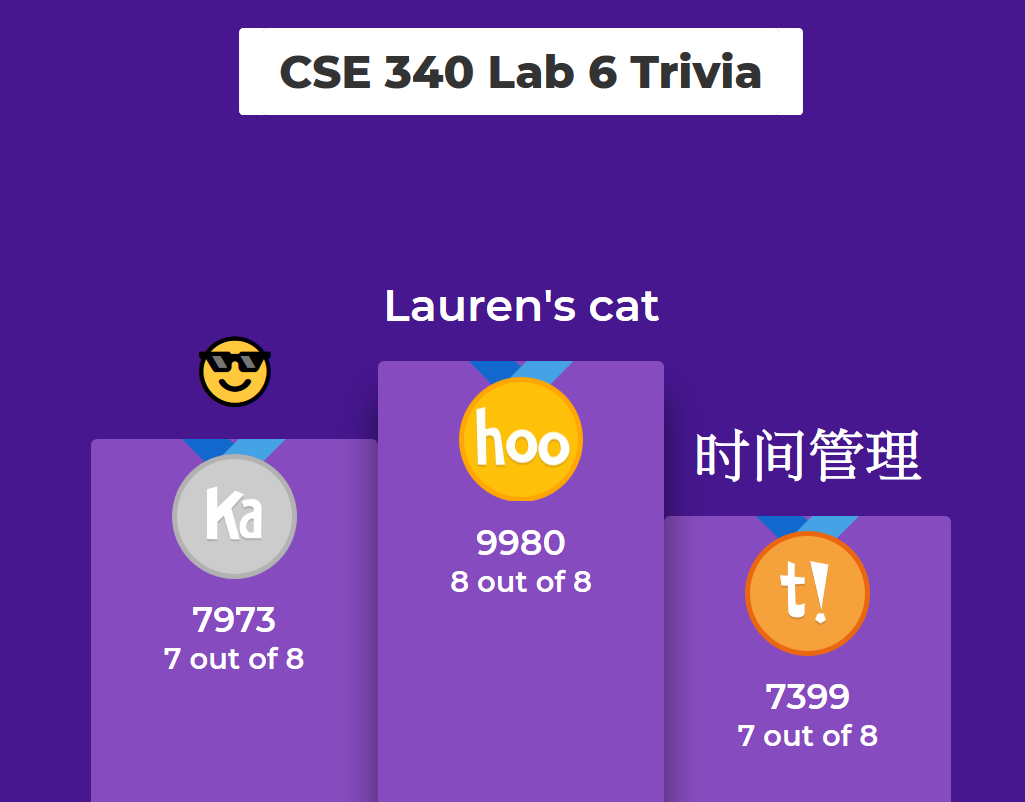 CSE 340 Lab 6 Trivia
Lauren's cat
hoo
9980
8 out of 8
😎
Ka
7973
7 out of 8
时间管理
t!
7399
7 out of 8